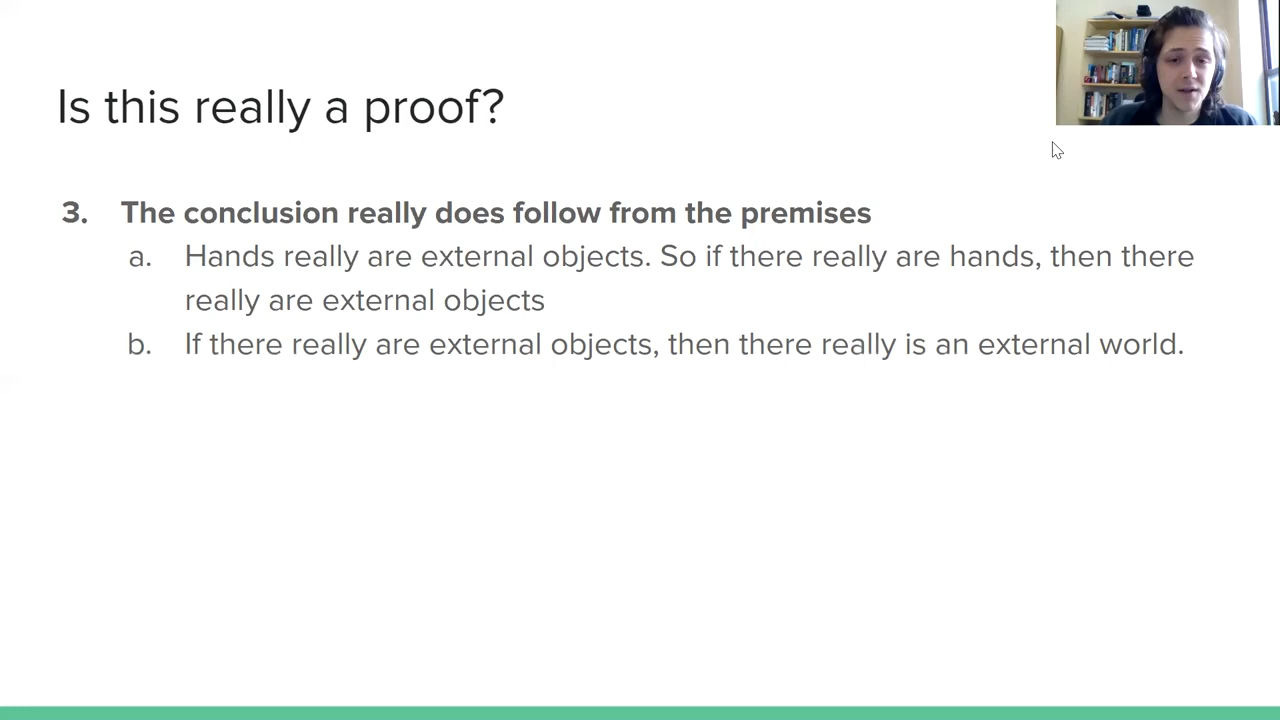 Is this really a proof?
3. The conclusion really does follow from the premises
a. Hands really are external objects. So if there really are hands, then there
really are external objects
b. If there really are external objects, then there really is an external world.